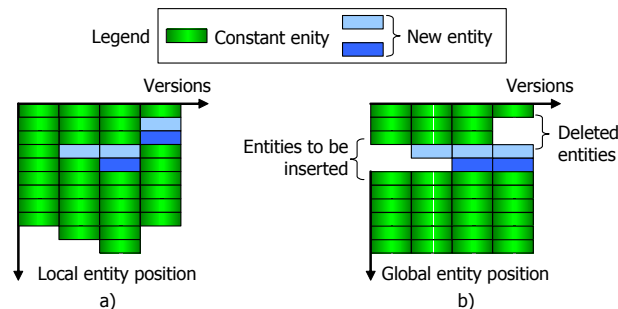 Legend
Constant enity
New entity
Versions
Local entity position
a)
Versions
Entities to be
inserted
Deleted
entities
Global entity position
b)